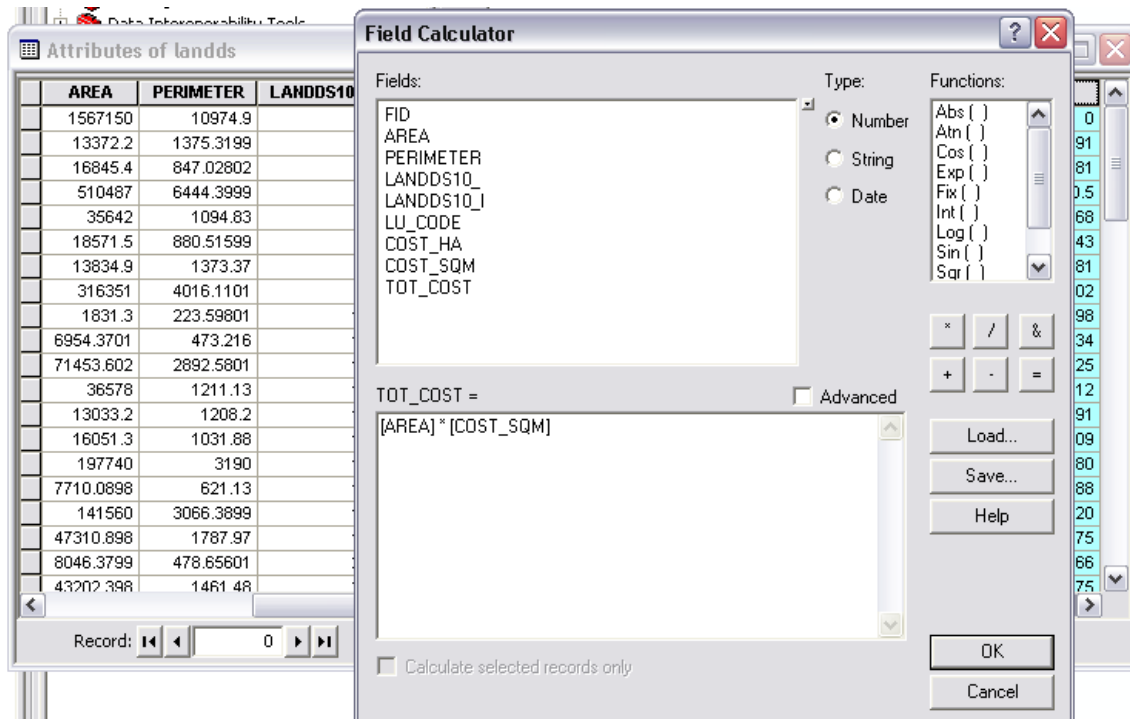 Data Interoperability Tools
Attributes of landds
AREA PERIMETER LANDDS10
1567150 10974.9
13372.2 1375.3199
16845.4 847.02802
510487 6444.3999
35642 1094.83
18571.5 880.51599
13834.9 1373.37
316351 4016.1101
1831.3 223.59801
6954.3701 473.216
71453.602 2892.5801
36578 1211.13
13033.2 1208.2
16051.3 1031.88
197740 3190
7710.0898 621.13
141560 3066.3899
47310.898 1787.97
8046.3799 478.65601
43202.398 1461.48
Record: 0
Field Calculator
Fields:
FID
AREA
PERIMETER
LANDDS10_
LANDDS10_I
LU_CODE
COST_HA
COST_SQM
TOT_COST
Type:
Number
String
Date
Functions:
Abs ( )
Atn ( )
Cos ( )
Exp ( )
Fix ( )
Int ( )
Log ( )
Sin ( )
Sqr ( )
* / &
+ - =
TOT_COST =
Advanced
[AREA] * [COST_SQM]
Load...
Save...
Help
Calculate selected records only
OK
Cancel
0
91
81
0.5
68
43
81
02
98
34
25
12
91
09
80
88
20
75
66
75